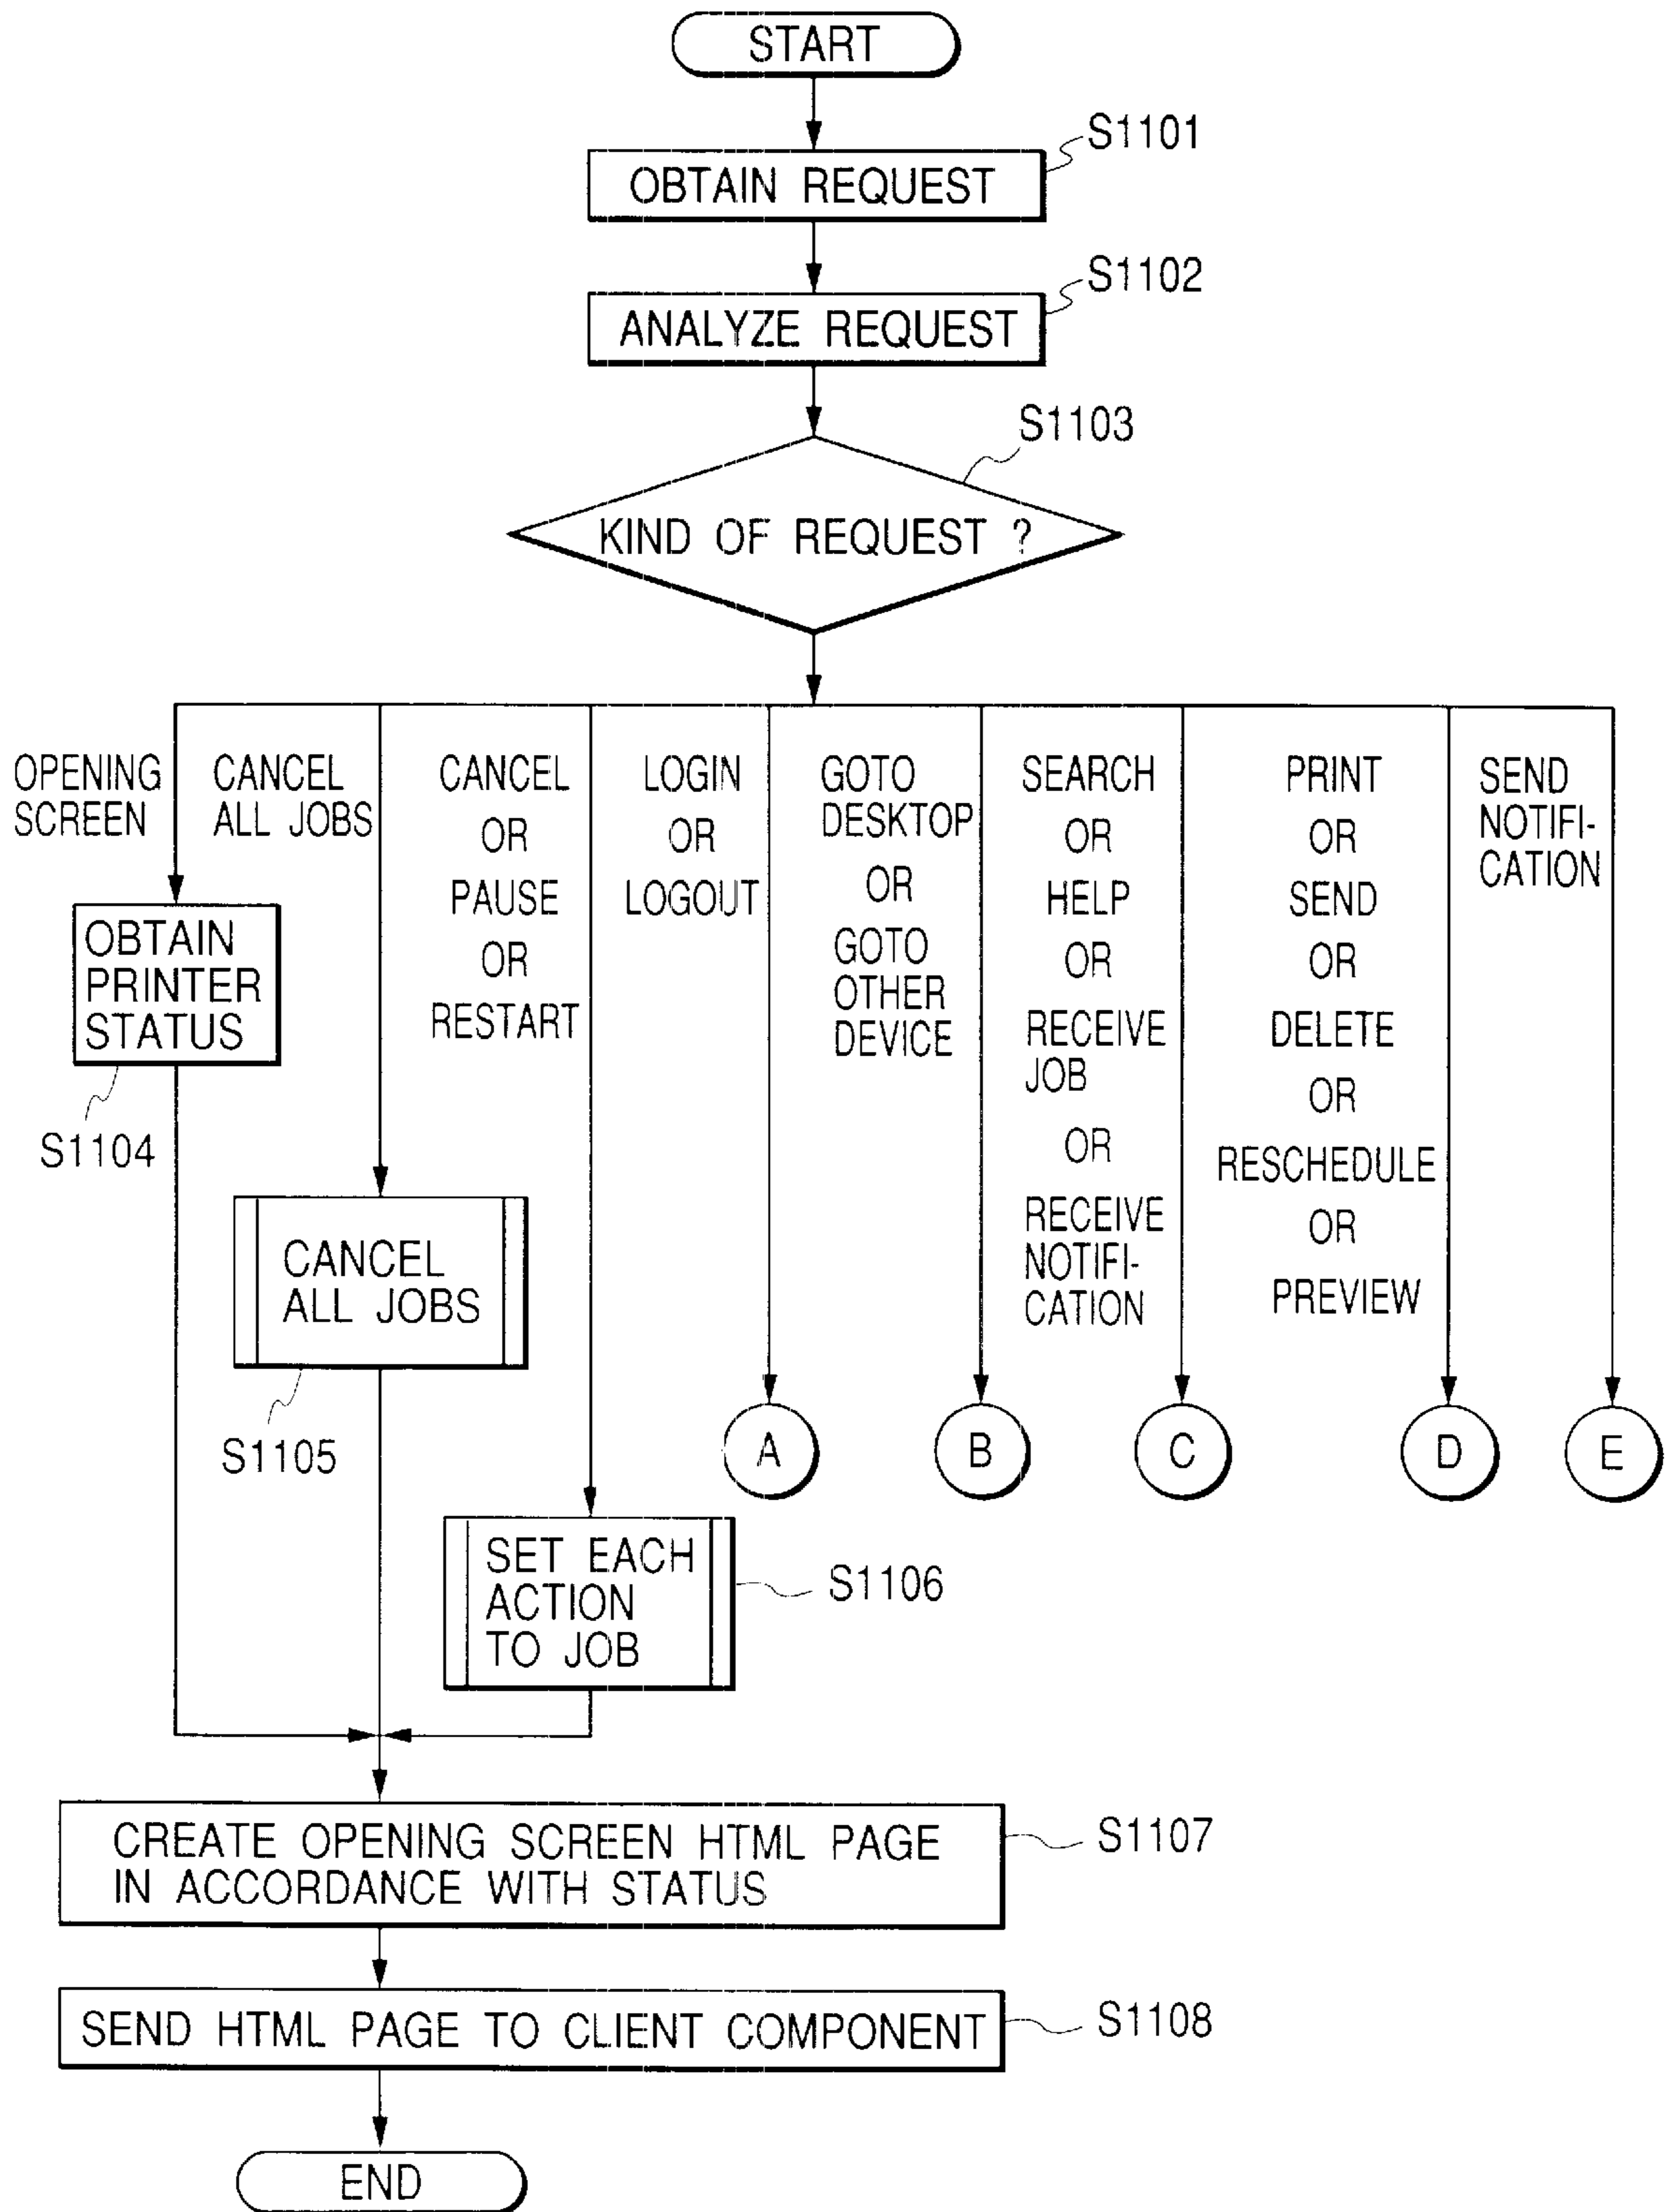 START
S1101
OBTAIN REQUEST
S1102
ANALYZE REQUEST
S1103
KIND OF REQUEST ?
OPENING
SCREEN
CANCEL
ALL JOBS
CANCEL
OR
PAUSE
OR
RESTART
LOGIN
OR
LOGOUT
GOTO
DESKTOP
OR
GOTO
OTHER
DEVICE
SEARCH
OR
HELP
OR
RECEIVE
JOB
OR
RECEIVE
NOTIFI-
CATION
PRINT
OR
SEND
OR
DELETE
OR
RESCHEDULE
OR
PREVIEW
SEND
NOTIFI-
CATION
OBTAIN
PRINTER
STATUS
S1104
CANCEL
ALL JOBS
S1105
A
B
C
D
E
SET EACH
ACTION
TO JOB
S1106
CREATE OPENING SCREEN HTML PAGE
IN ACCORDANCE WITH STATUS
S1107
SEND HTML PAGE TO CLIENT COMPONENT
S1108
END